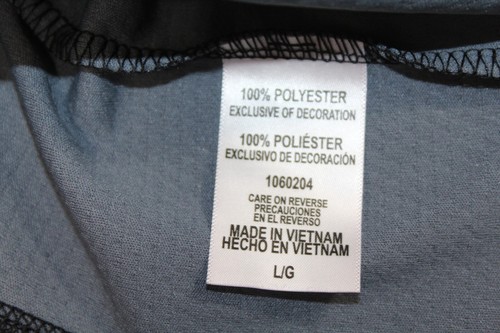 100% POLYESTER
EXCLUSIVE OF DECORATION
100% POLIÉSTER
EXCLUSIVO DE DECORACIÓN
1060204
CARE ON REVERSE
PRECAUCIONES
EN EL REVERSO
MADE IN VIETNAM
HECHO EN VIETNAM
L/G